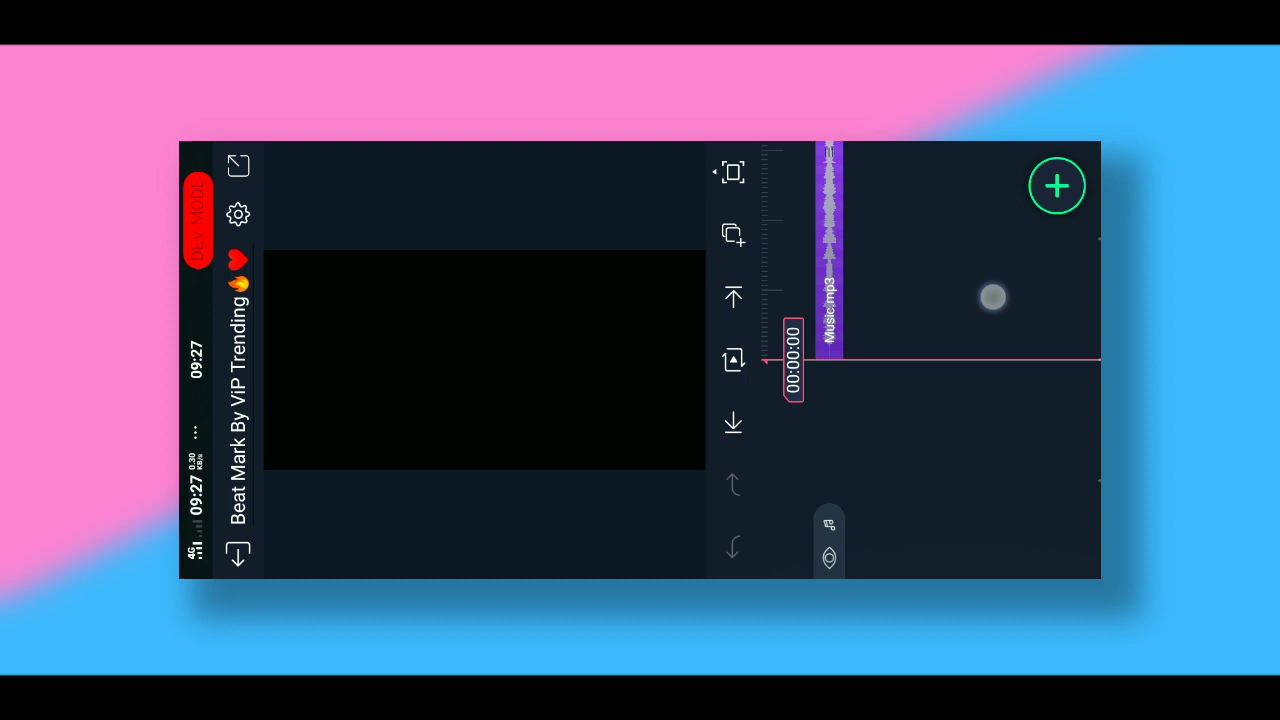 4G 09:27 0.30 KB/s ... 09:27 DEV MODE
Beat Mark By ViP Trending 🔥❤️
00:00:00
Music.mp3